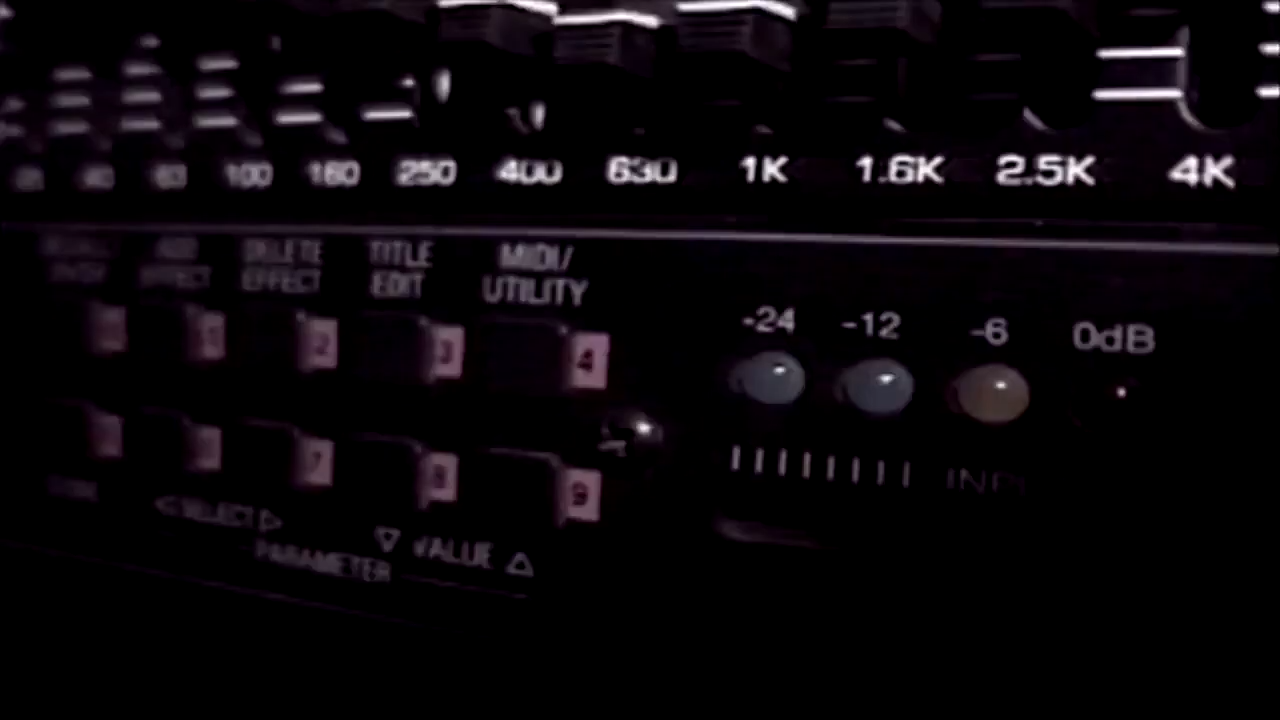 100 160 250 400 630 1K 1.6K 2.5K 4K
DELETE EFFECT
TITLE EDIT
MIDI/ UTILITY
-24 -12 -6 0dB
2 3 4
7 8 9
◁ SELECT ▷
▽ VALUE △
PARAMETER